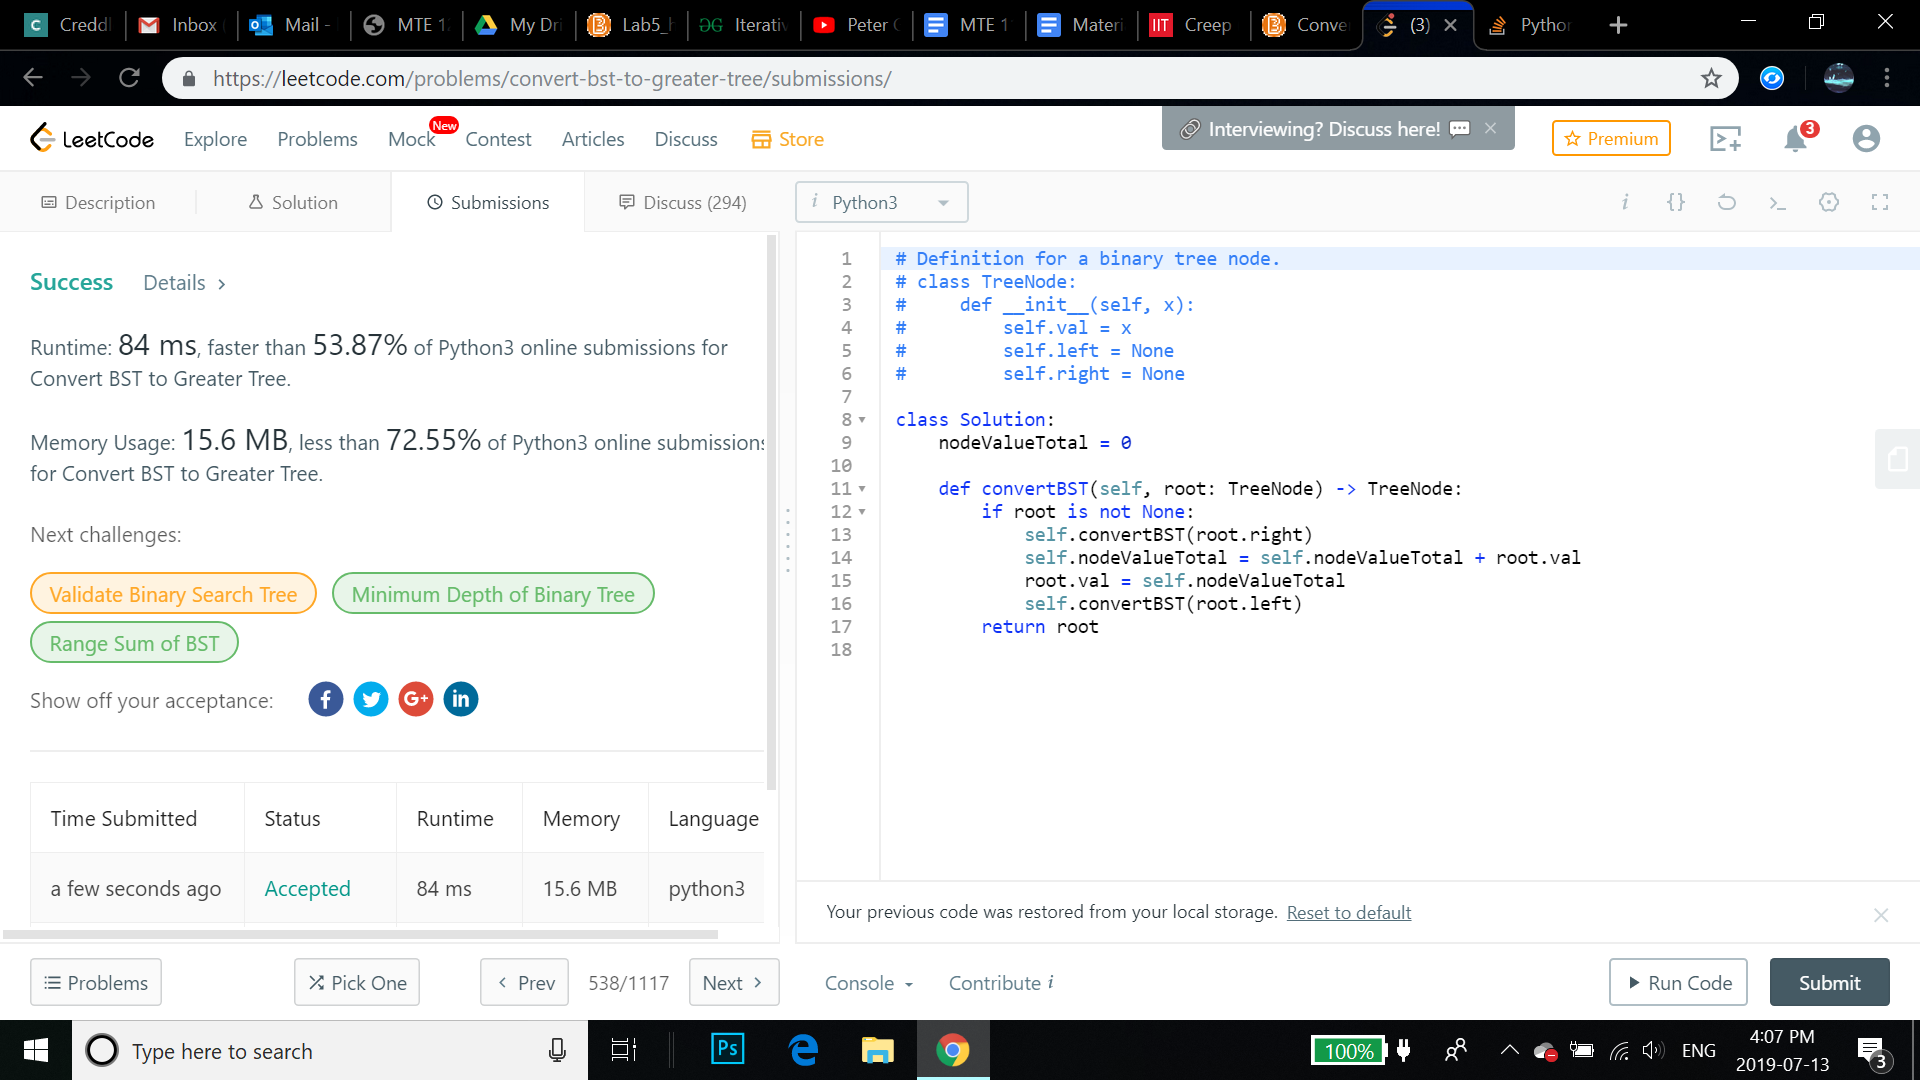 Creddl
Inbox
Mail -
MTE 1
My Dri
Lab5_h
Iterativ
Peter
MTE 1
Materi
IIT Creep
Conve
(3)
Python
https://leetcode.com/problems/convert-bst-to-greater-tree/submissions/
LeetCode
Explore
Problems
Mock
New
Contest
Articles
Discuss
Store
Interviewing? Discuss here!
Premium
3
Description
Solution
Submissions
Discuss (294)
i Python3
Success Details >
Runtime: 84 ms, faster than 53.87% of Python3 online submissions for
Convert BST to Greater Tree.
Memory Usage: 15.6 MB, less than 72.55% of Python3 online submissions
for Convert BST to Greater Tree.
Next challenges:
Validate Binary Search Tree
Minimum Depth of Binary Tree
Range Sum of BST
Show off your acceptance:
f G+ in
Time Submitted Status Runtime Memory Language
a few seconds ago Accepted 84 ms 15.6 MB python3
1 # Definition for a binary tree node.
2 # class TreeNode:
3 #     def __init__(self, x):
4 #         self.val = x
5 #         self.left = None
6 #         self.right = None
7
8 class Solution:
9     nodeValueTotal = 0
10
11     def convertBST(self, root: TreeNode) -> TreeNode:
12         if root is not None:
13             self.convertBST(root.right)
14             self.nodeValueTotal = self.nodeValueTotal + root.val
15             root.val = self.nodeValueTotal
16             self.convertBST(root.left)
17         return root
18
Your previous code was restored from your local storage. Reset to default
Problems
Pick One
< Prev
538/1117
Next >
Console
Contribute i
Run Code
Submit
Type here to search
Ps
100%
ENG
4:07 PM
2019-07-13
3